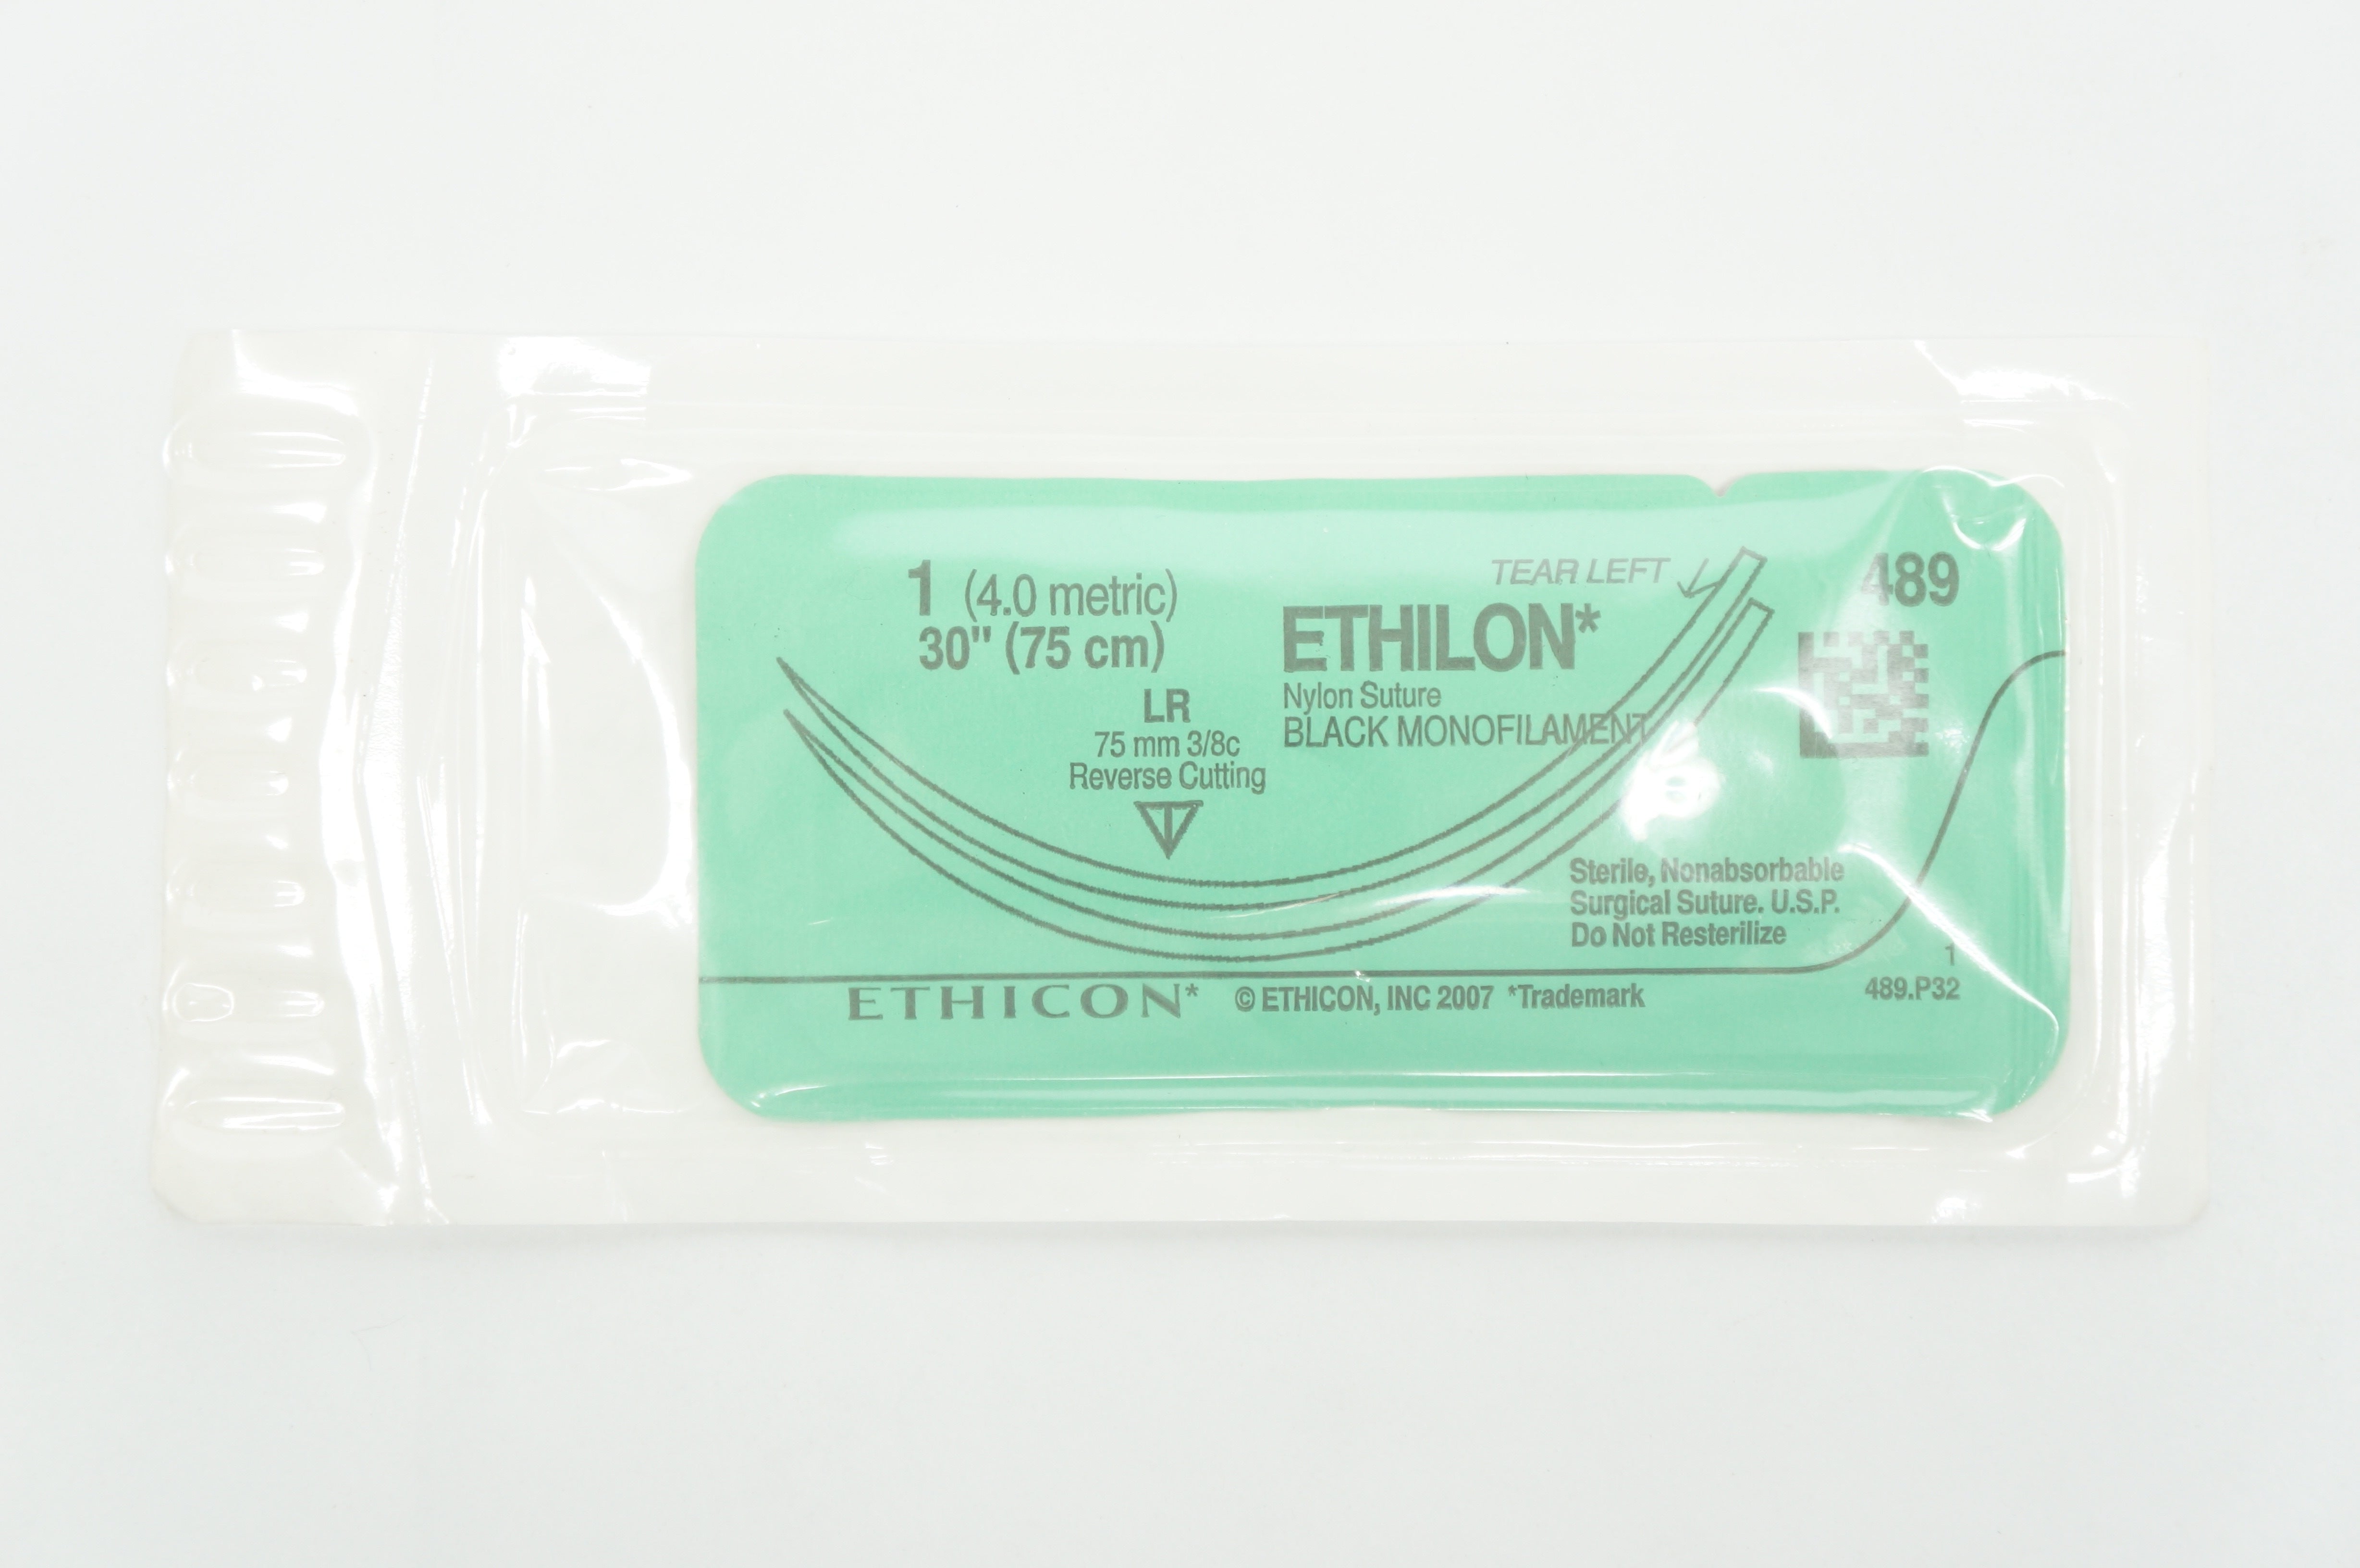 1 (4.0 metric)
30" (75 cm)
LR
75 mm 3/8c
Reverse Cutting
TEAR LEFT
ETHILON*
Nylon Suture
BLACK MONOFILAMENT
489
Sterile, Nonabsorbable
Surgical Suture. U.S.P.
Do Not Resterilize
1
489.P32
ETHICON* © ETHICON, INC 2007 *Trademark